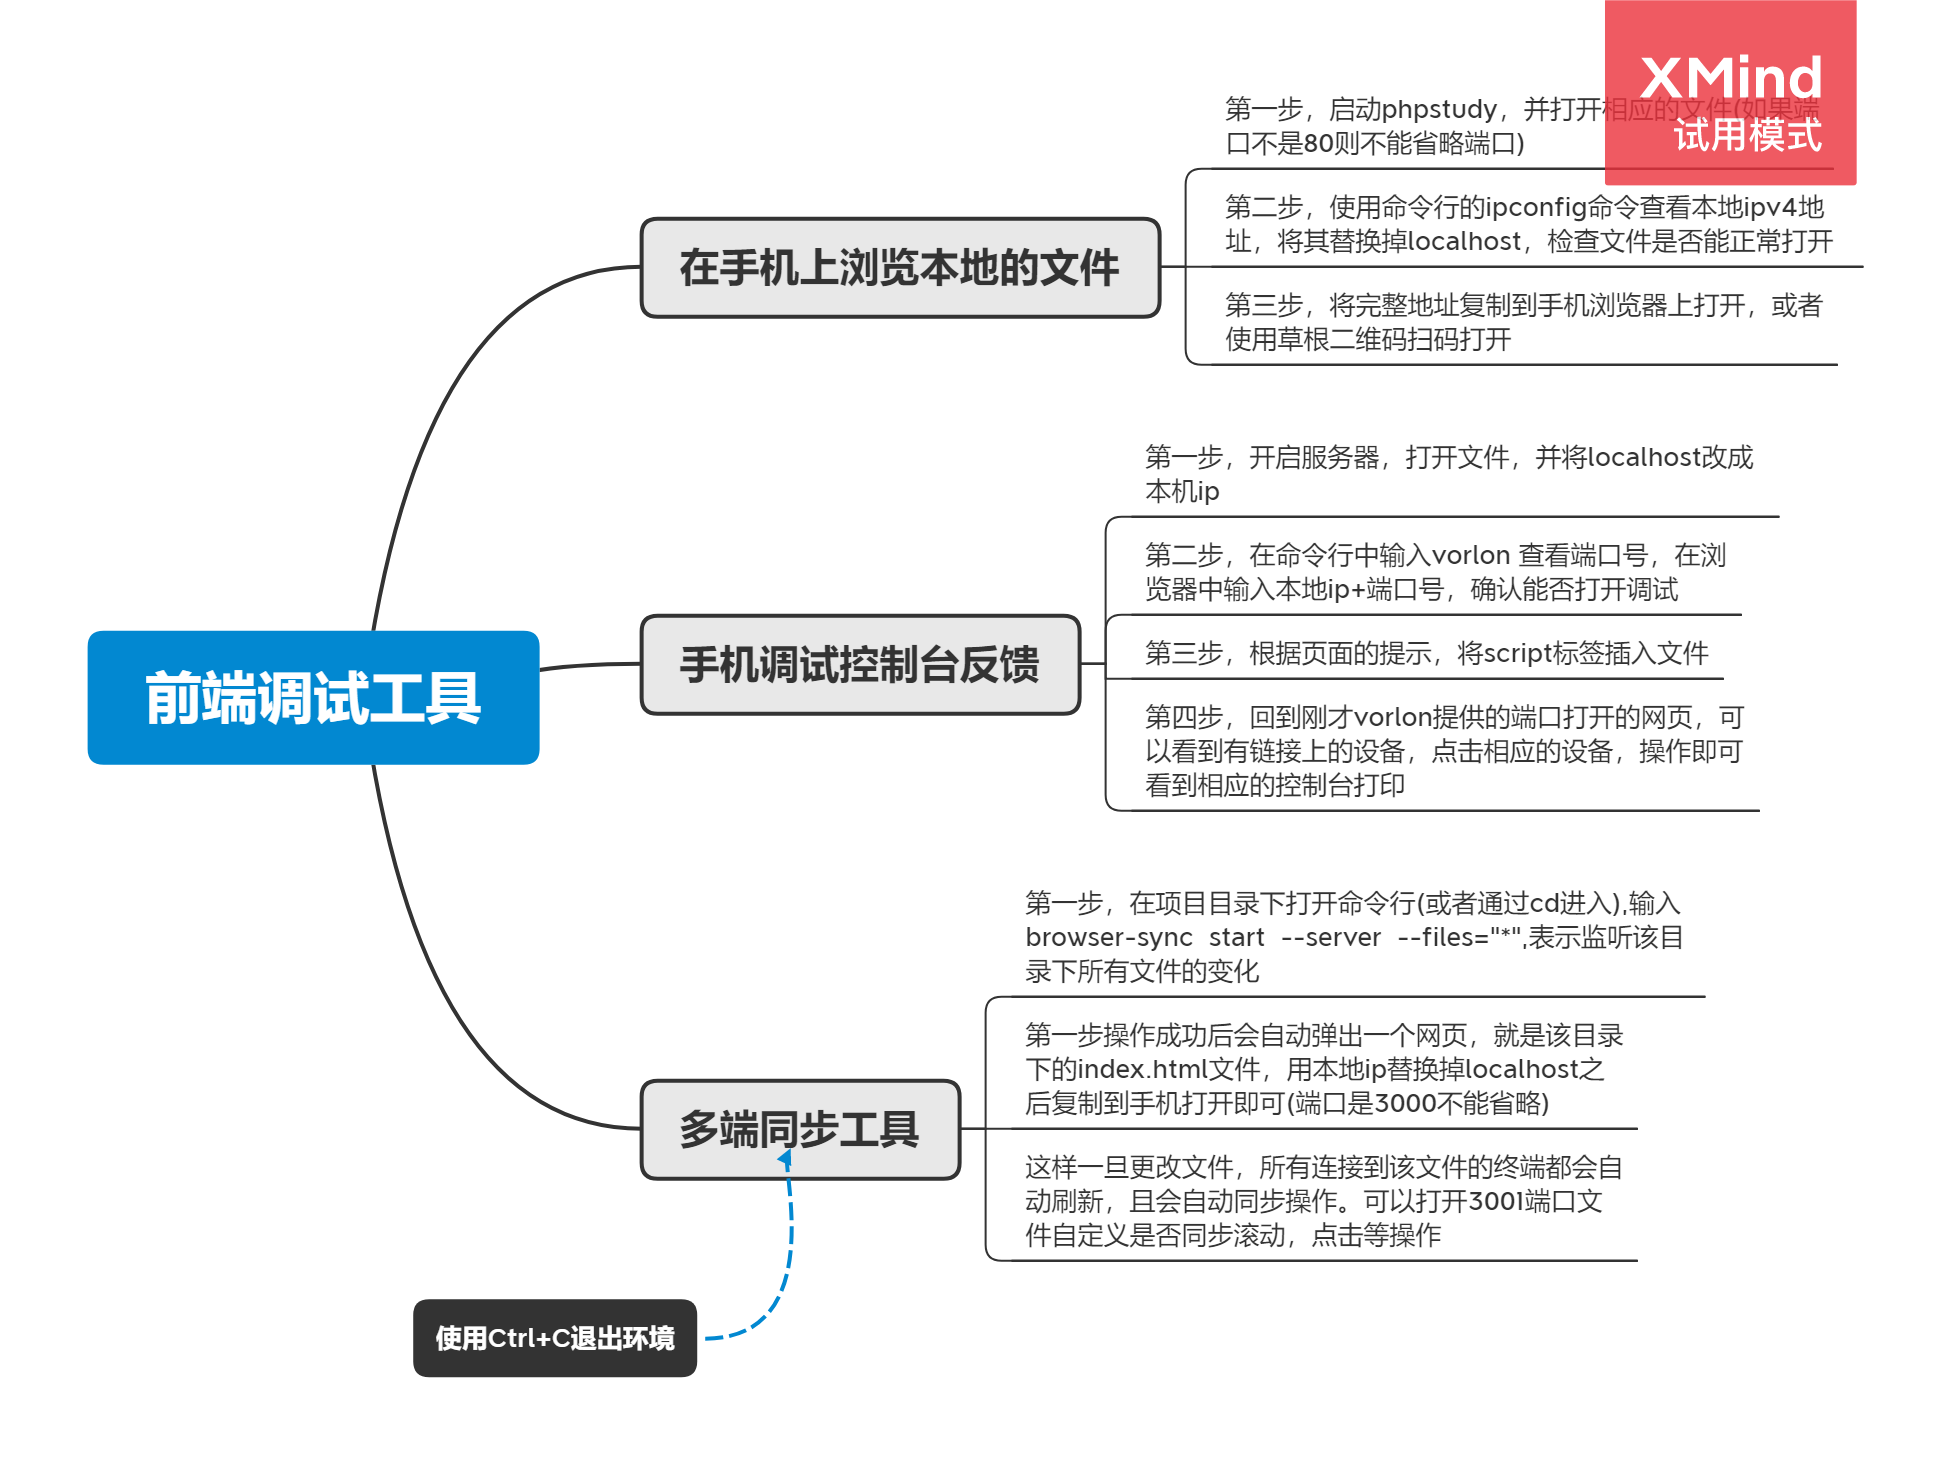 XMind
试用模式
第一步，启动phpstudy，并打开相应的文件(如果端
口不是80则不能省略端口)
第二步，使用命令行的ipconfig命令查看本地ipv4地
址，将其替换掉localhost，检查文件是否能正常打开
在手机上浏览本地的文件
第三步，将完整地址复制到手机浏览器上打开，或者
使用草根二维码扫码打开
第一步，开启服务器，打开文件，并将localhost改成
本机ip
第二步，在命令行中输入vorlon 查看端口号，在浏
览器中输入本地ip+端口号，确认能否打开调试
手机调试控制台反馈
第三步，根据页面的提示，将script标签插入文件
前端调试工具
第四步，回到刚才vorlon提供的端口打开的网页，可
以看到有链接上的设备，点击相应的设备，操作即可
看到相应的控制台打印
第一步，在项目目录下打开命令行(或者通过cd进入),输入
browser-sync start --server --files="*",表示监听该目
录下所有文件的变化
第一步操作成功后会自动弹出一个网页，就是该目录
下的index.html文件，用本地ip替换掉localhost之
后复制到手机打开即可(端口是3000不能省略)
多端同步工具
这样一旦更改文件，所有连接到该文件的终端都会自
动刷新，且会自动同步操作。可以打开3001端口文
件自定义是否同步滚动，点击等操作
使用Ctrl+C退出环境